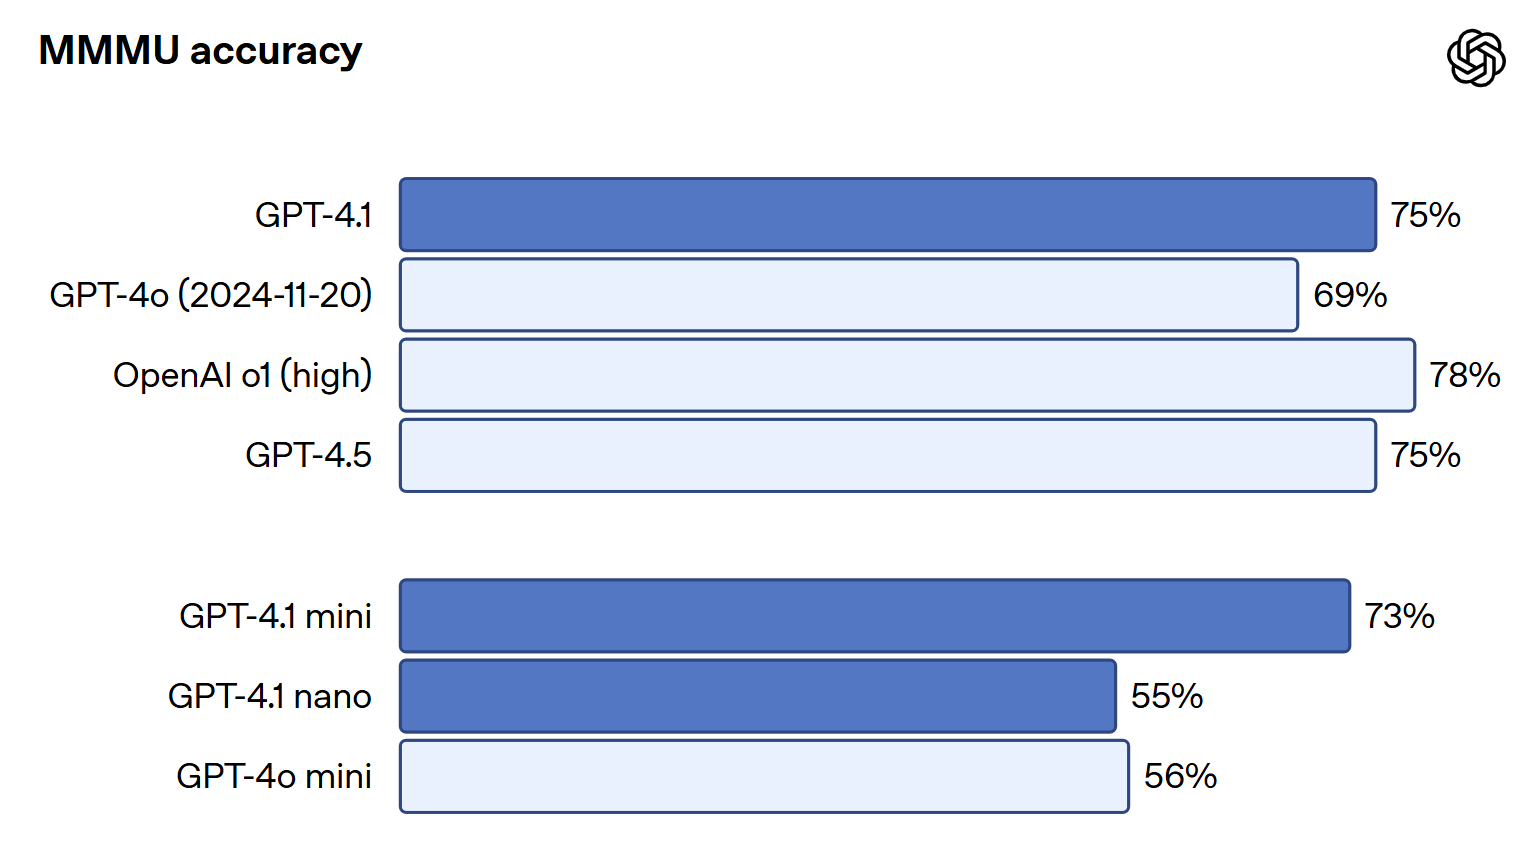 MMMU accuracy
GPT-4.1 75%
GPT-4o (2024-11-20) 69%
OpenAI o1 (high) 78%
GPT-4.5 75%
GPT-4.1 mini 73%
GPT-4.1 nano 55%
GPT-4o mini 56%